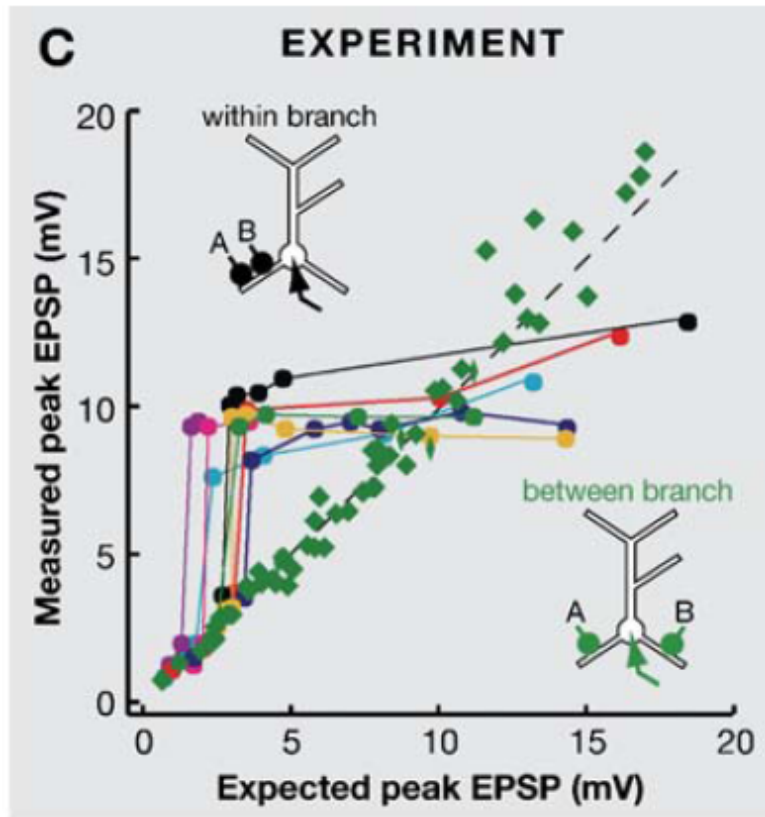 C EXPERIMENT
20
within branch
A B
15
10
between branch
A B
5
0
0 5 10 15 20
Measured peak EPSP (mV)
Expected peak EPSP (mV)